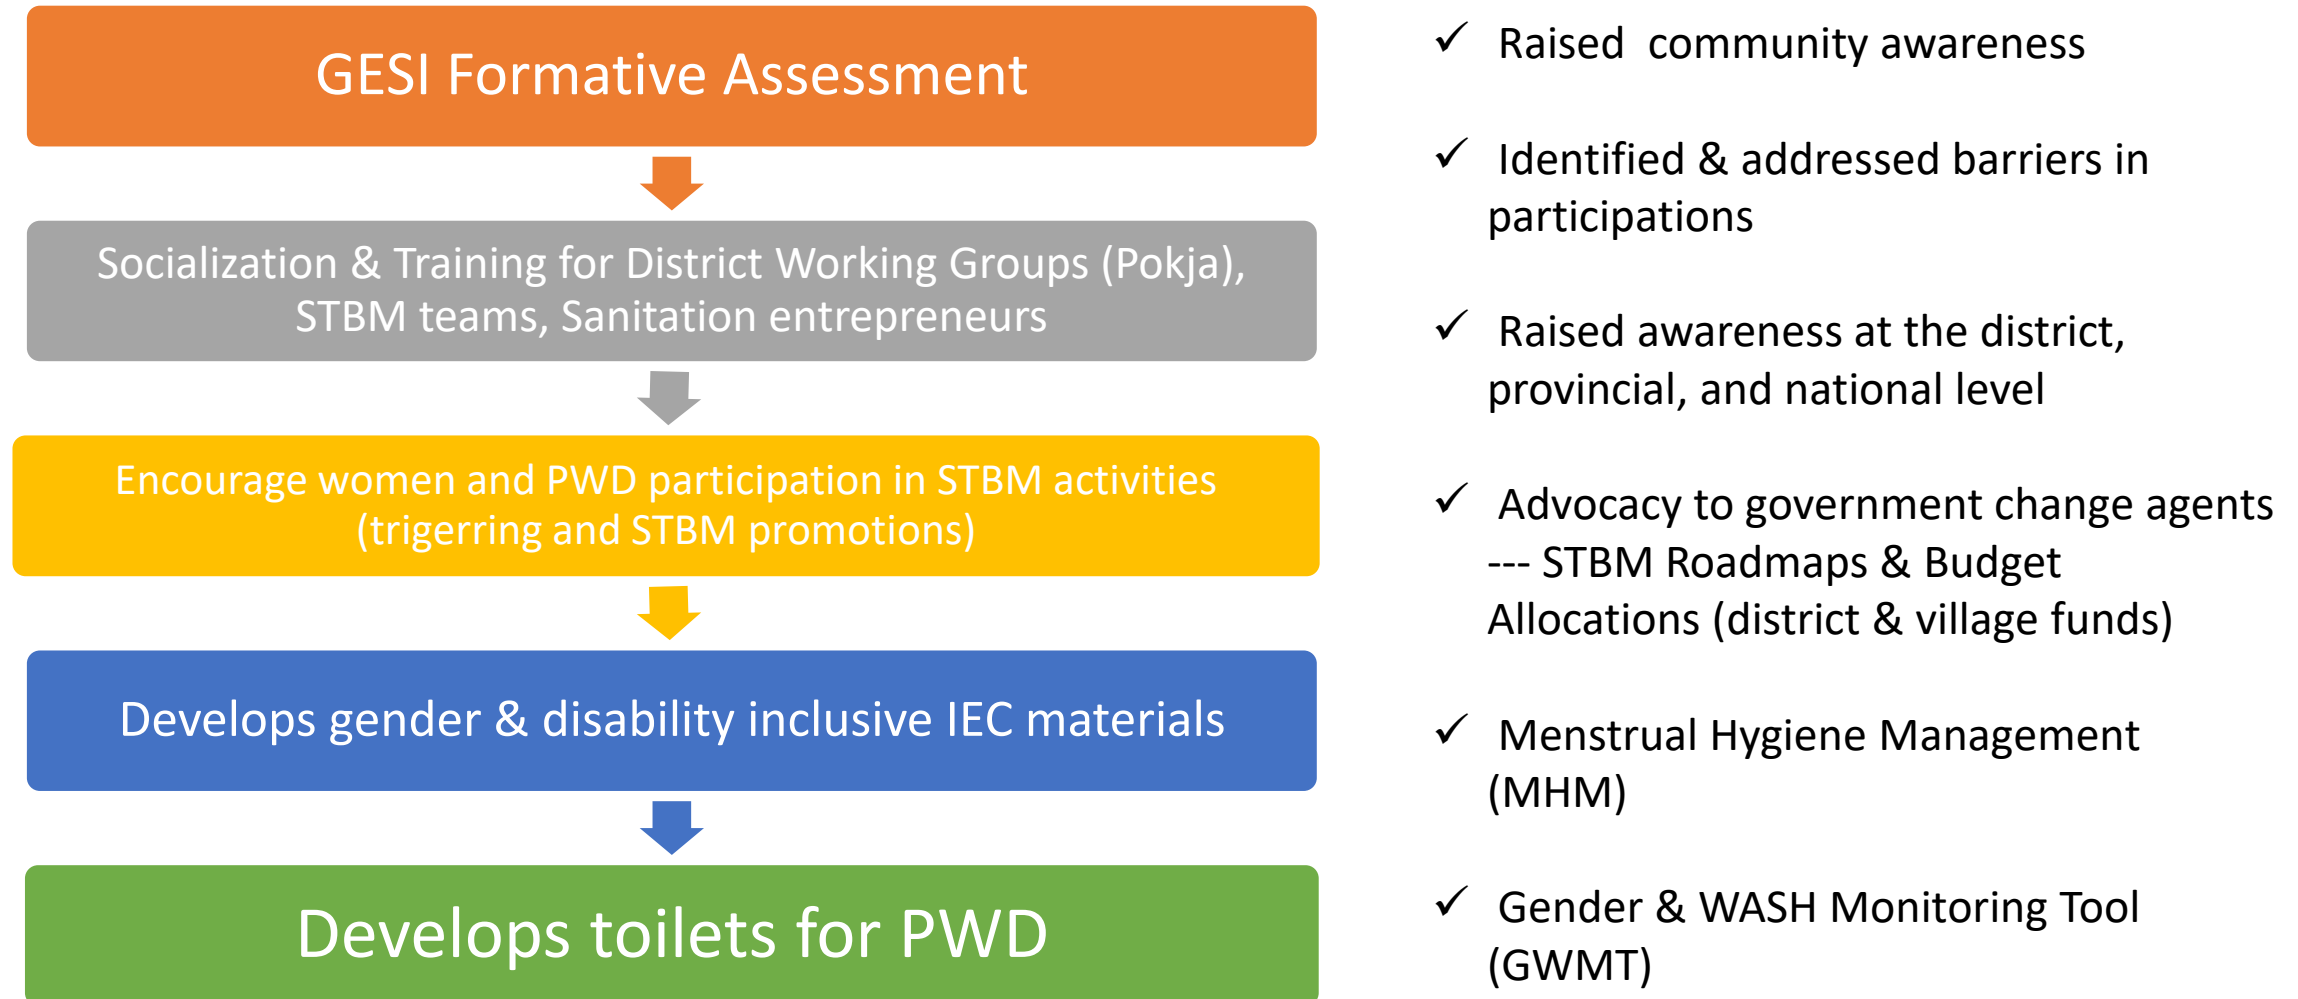 GESI Formative Assessment
Socialization & Training for District Working Groups (Pokja),
STBM teams, Sanitation entrepreneurs
Encourage women and PWD participation in STBM activities
(trigerring and STBM promotions)
Develops gender & disability inclusive IEC materials
Develops toilets for PWD
✓ Raised community awareness
✓ Identified & addressed barriers in
participations
✓ Raised awareness at the district,
provincial, and national level
✓ Advocacy to government change agents
--- STBM Roadmaps & Budget
Allocations (district & village funds)
✓ Menstrual Hygiene Management
(MHM)
✓ Gender & WASH Monitoring Tool
(GWMT)